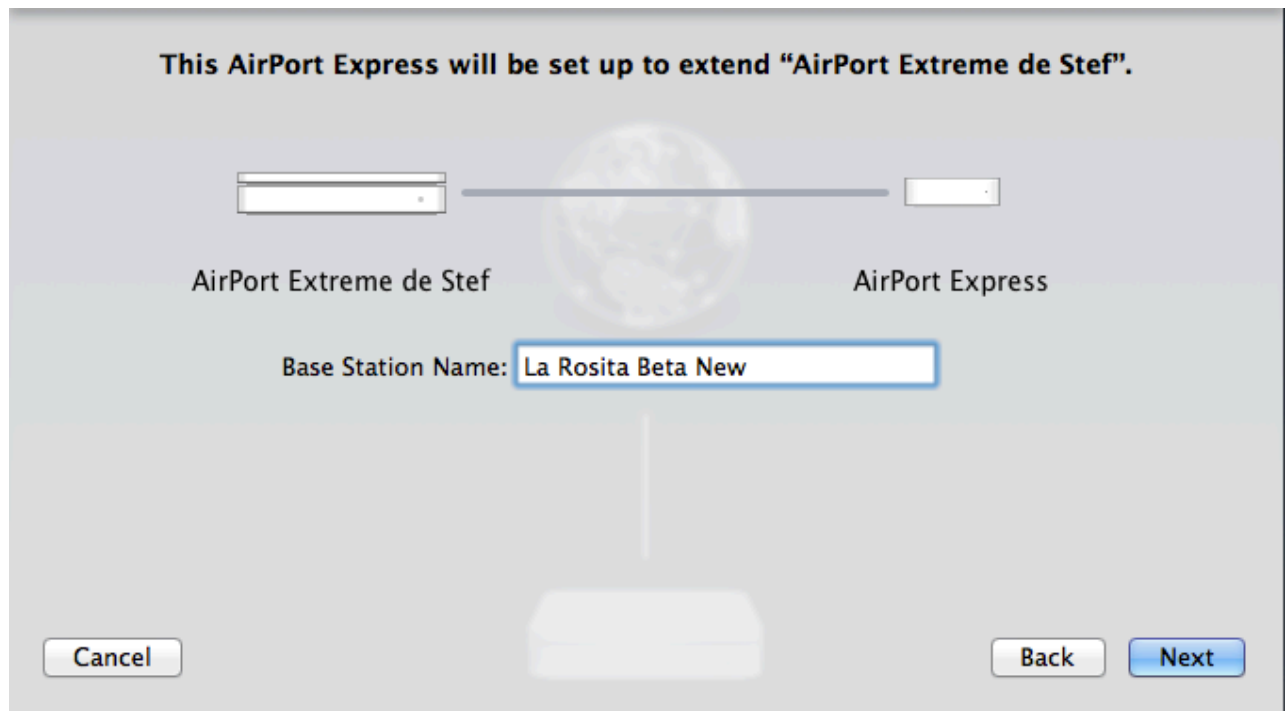 This AirPort Express will be set up to extend “AirPort Extreme de Stef”.
AirPort Extreme de Stef
AirPort Express
Base Station Name: La Rosita Beta New
Cancel
Back
Next